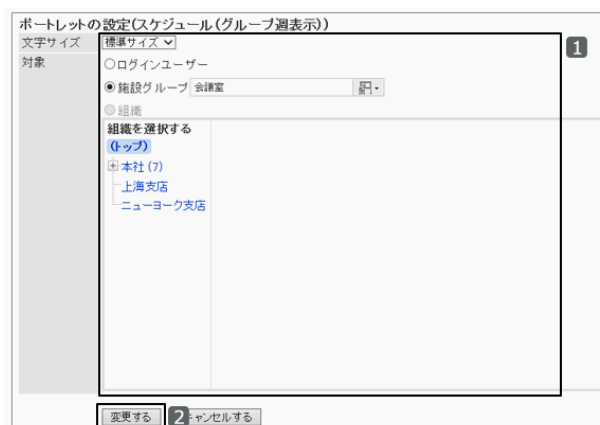 ポートレットの設定(スケジュール(グループ週表示))
文字サイズ 標準サイズ
1
対象 ○ログインユーザー
施設グループ 会議室
組織
組織を選択する
(トップ)
本社 (7)
上海支店
ニューヨーク支店
変更する 2 キャンセルする